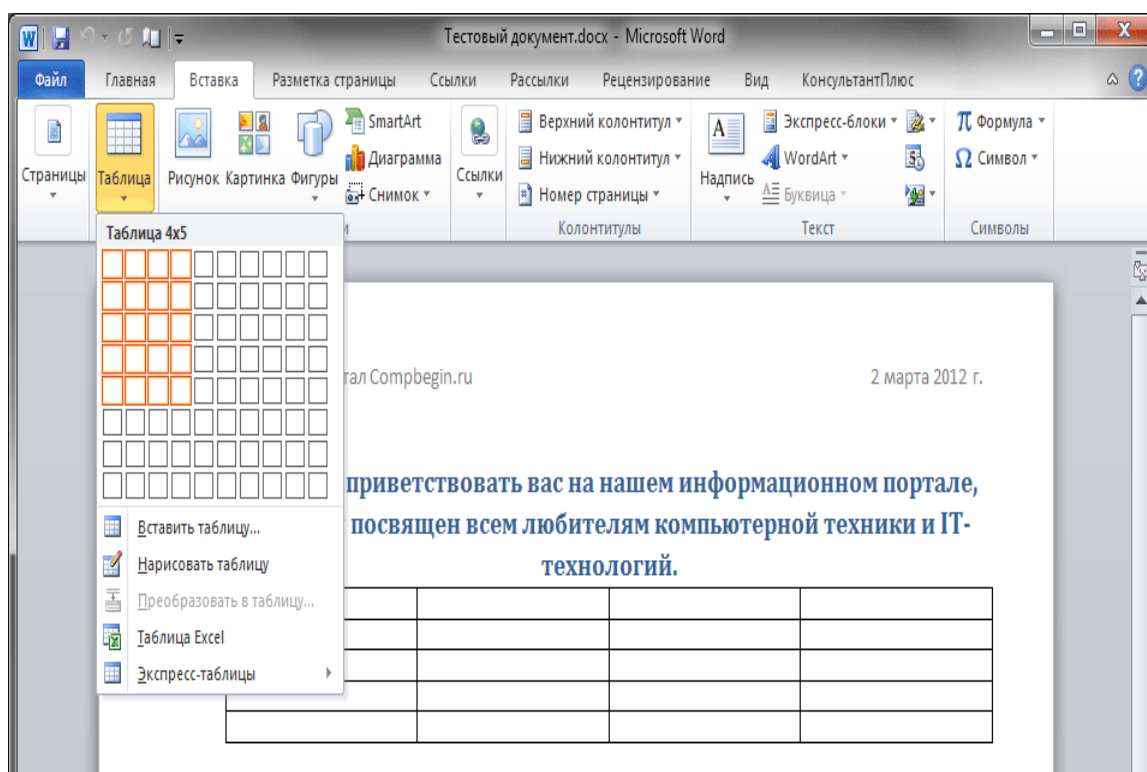 Тестовый документ.docx - Microsoft Word
Файл Главная Вставка Разметка страницы Ссылки Рассылки Рецензирование Вид КонсультантПлюс
Страницы
Таблица
Рисунок Картинка Фигуры
SmartArt
Диаграмма
Снимок
Ссылки
Верхний колонтитул
Нижний колонтитул
Номер страницы
Колонтитулы
Надпись
Экспресс-блоки
WordArt
Буквица
Текст
π Формула
Ω Символ
Символы
Таблица 4x5
Вставить таблицу...
Нарисовать таблицу
Преобразовать в таблицу...
Таблица Excel
Экспресс-таблицы
Compbegin.ru 2 марта 2012 г.
приветствовать вас на нашем информационном портале,
посвящен всем любителям компьютерной техники и IT-
технологий.